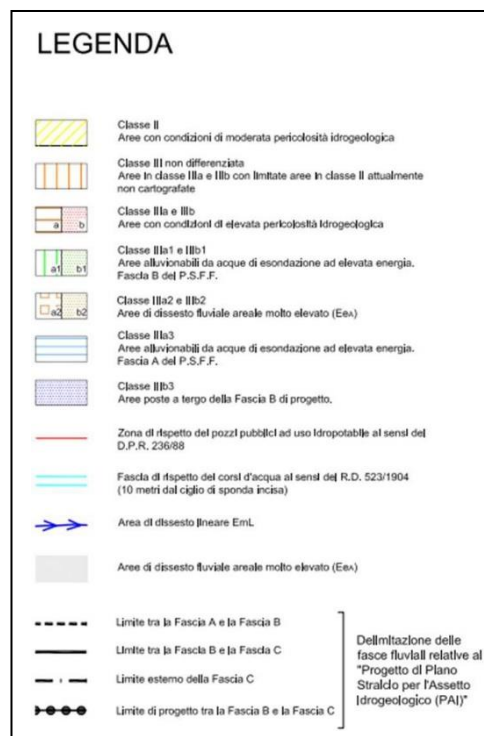 LEGENDA
Classe II
Aree con condizioni di moderata pericolosità idrogeologica
Classe III non differenziata
Aree in classe IIIa e IIIb con limitate aree in classe II attualmente
non cartografate
a b
Classe IIIa e IIIb
Aree con condizioni di elevata pericolosità idrogeologica
a1 b1
Classe IIIa1 e IIIb1
Aree alluvionabili da acque di esondazione ad elevata energia.
Fascia B del P.S.F.F.
a2 b2
Classe IIIa2 e IIIb2
Aree di dissesto fluviale areale molto elevato (EeA)
Classe IIIa3
Aree alluvionabili da acque di esondazione ad elevata energia.
Fascia A del P.S.F.F.
Classe IIIb3
Aree poste a tergo della Fascia B di progetto.
Zona di rispetto dei pozzi pubblici ad uso idropotabile ai sensi del
D.P.R. 236/88
Fascia di rispetto dei corsi d'acqua ai sensi del R.D. 523/1904
(10 metri dal ciglio di sponda incisa)
Area di dissesto lineare EmL
Aree di dissesto fluviale areale molto elevato (EeA)
Limite tra la Fascia A e la Fascia B
Limite tra la Fascia B e la Fascia C
Limite esterno della Fascia C
Limite di progetto tra la Fascia B e la Fascia C
Delimitazione delle
fasce fluviali relative al
"Progetto di Piano
Stralcio per l'Assetto
Idrogeologico (PAI)"